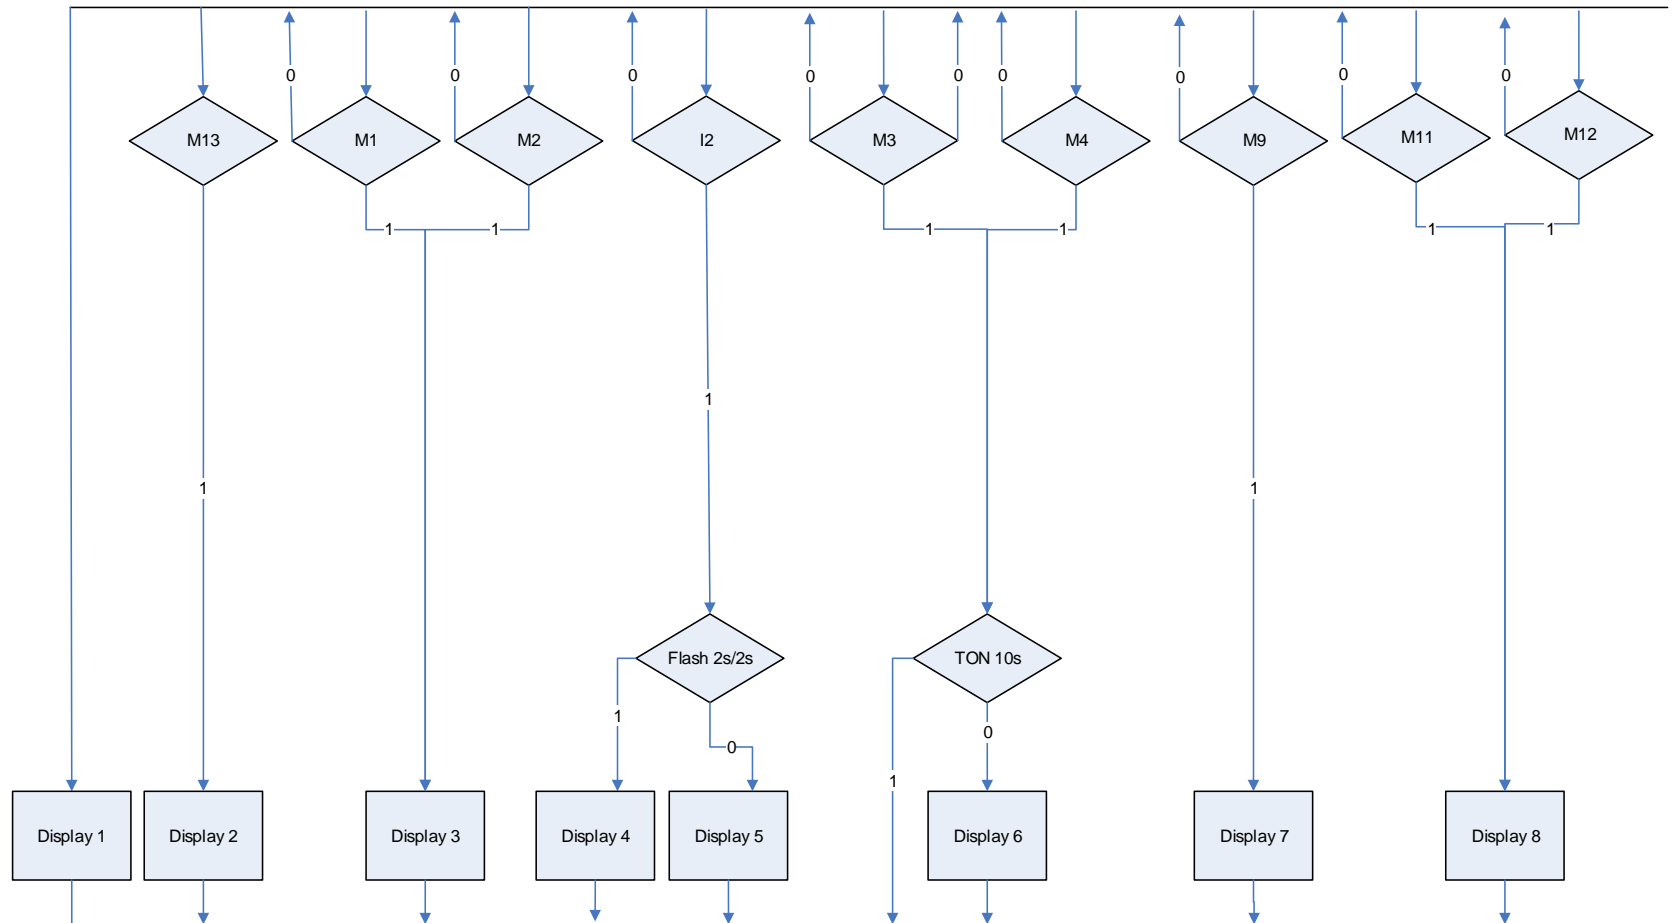 0
0
0
0
0
0
0
0
0
M13
M1
M2
I2
M3
M4
M9
M11
M12
1
1
1
1
1
1
1
1
1
Flash 2s/2s
TON 10s
1
0
0
1
Display 1
Display 2
Display 3
Display 4
Display 5
Display 6
Display 7
Display 8